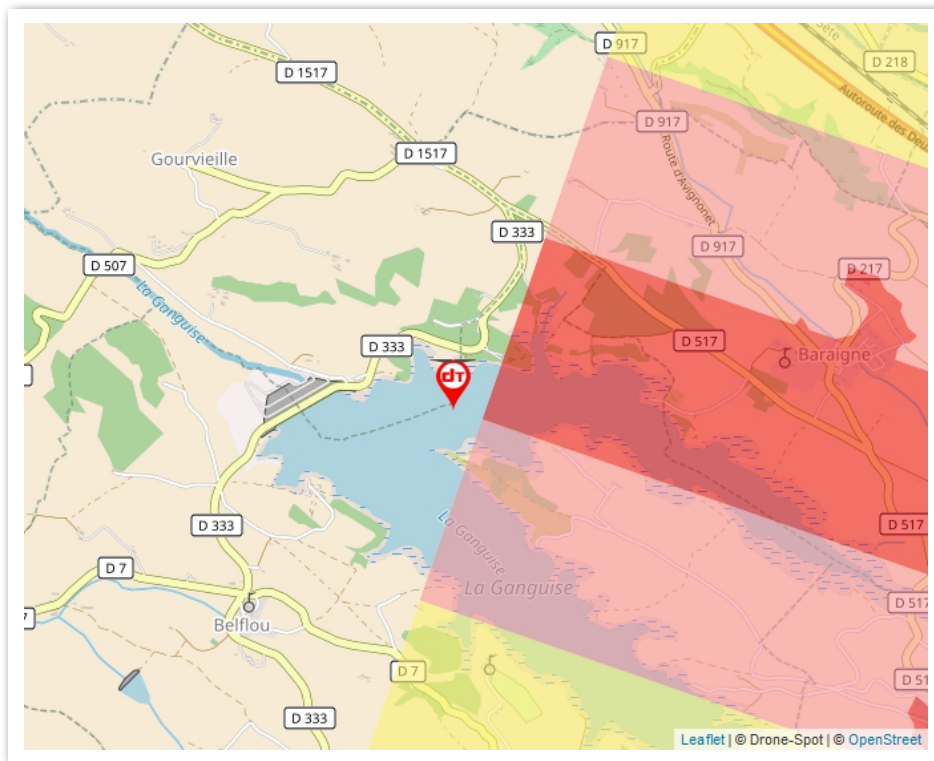 D 917
D 218
D 1517
Autoroute des Deu
D 917
Route d'Avignonet
D 1517
Gourvieille
D 333
D 917
D 507
D 217
La Ganguise
D 517
D 333
dT
Baraigne
D 333
La Ganguise
D 517
La Ganguise
D 7
D 517
Belflou
D 7
D 51
D 333
Leaflet | © Drone-Spot | © OpenStreet